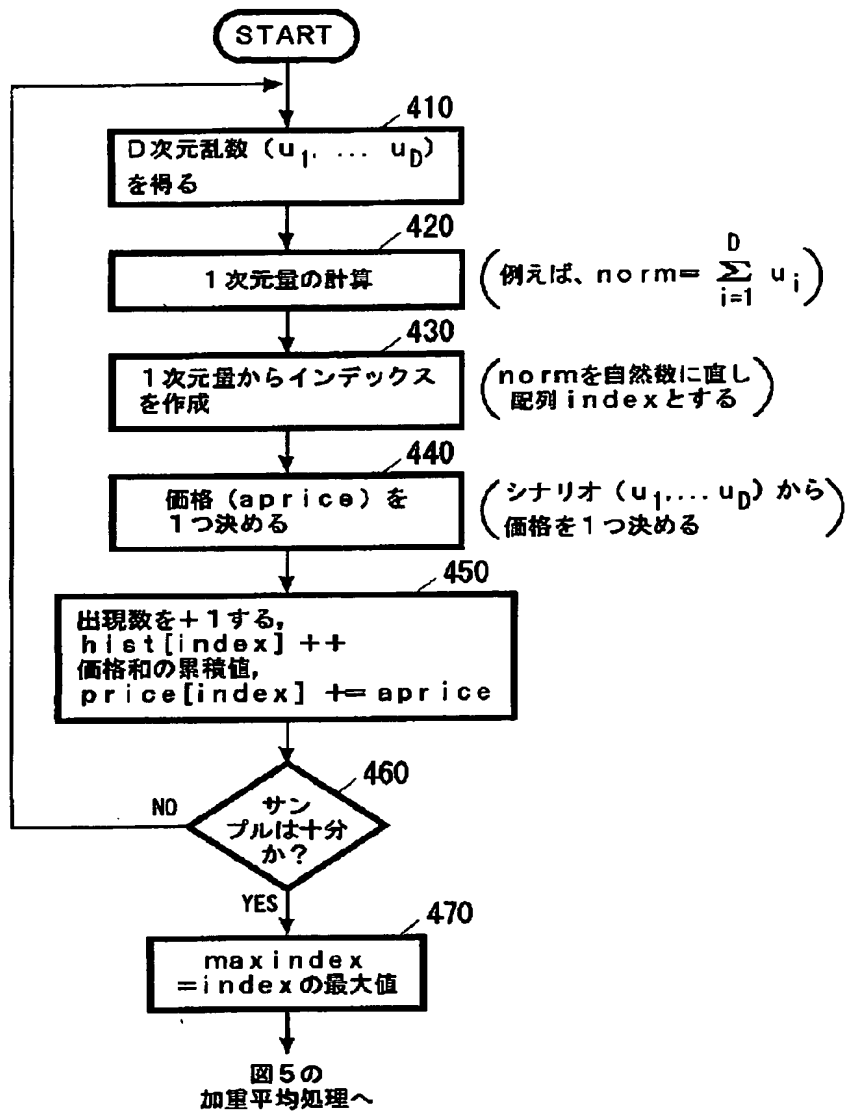 START
410
D次元乱数（u1, ... uD）
を得る
420
1次元量の計算
（例えば、norm= Σ ui）
D
i=1
430
1次元量からインデックス
を作成
（normを自然数に直し
配列indexとする）
440
価格（aprice）を
1つ決める
（シナリオ（u1,...uD）から
価格を1つ決める）
450
出現数を＋1する,
hist[index] ++
価格和の累積値,
price[index] += aprice
460
サン
プルは十分
か？
NO
YES
470
maxindex
=indexの最大値
図5の
加重平均処理へ